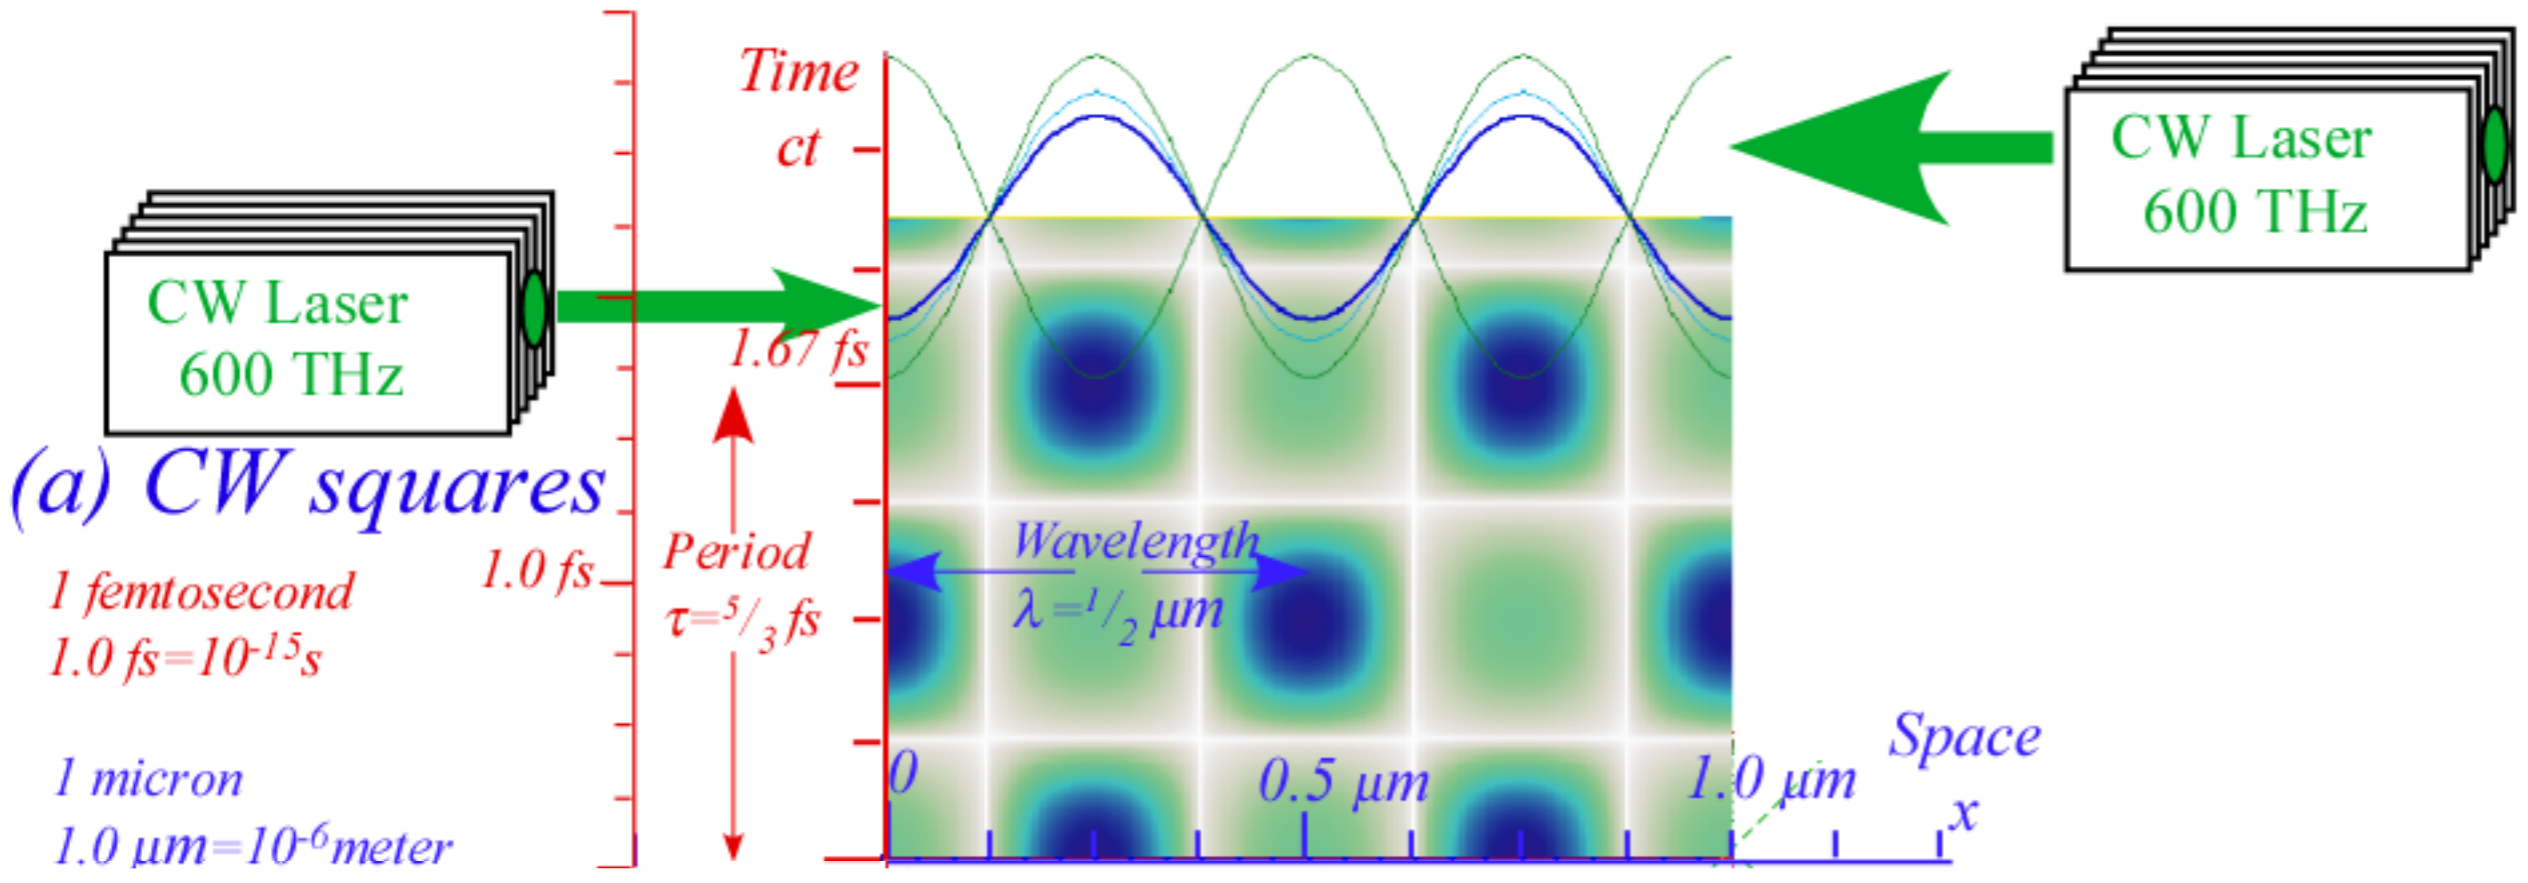 Time
ct
CW Laser
600 THz
CW Laser
600 THz
1.67 fs
(a) CW squares
1 femtosecond
1.0 fs=10⁻¹⁵s
1.0 fs
Period
τ=⁵/₃ fs
Wavelength
λ=¹/₂ μm
1 micron
1.0 μm=10⁻⁶meter
0
0.5 μm
1.0 μm
Space
x